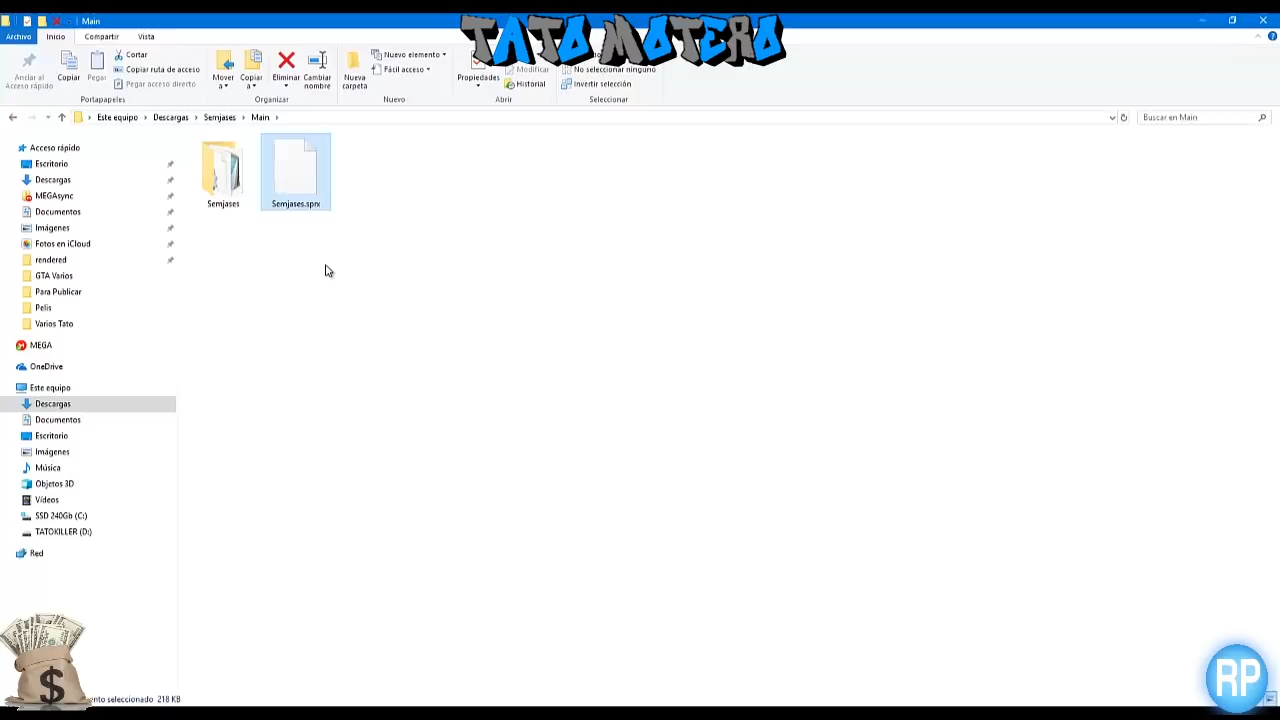 Main
TATO MOTERO
Archivo Inicio Compartir Vista
Anclar al
Acceso rápido
Copiar
Pegar
Cortar
Copiar ruta de acceso
Pegar acceso directo
Portapapeles
Mover
a
Copiar
a
Eliminar
Cambiar
nombre
Organizar
Nueva
carpeta
Nuevo elemento
Fácil acceso
Nuevo
Propiedades
Modificar
Historial
Abrir
No seleccionar ninguno
Invertir selección
Seleccionar
Este equipo > Descargas > Semjases > Main >
Buscar en Main
Acceso rápido
Escritorio
Descargas
MEGAsync
Documentos
Imágenes
Fotos en iCloud
rendered
GTA Varios
Para Publicar
Pelis
Varios Tato
MEGA
OneDrive
Este equipo
Descargas
Documentos
Escritorio
Imágenes
Música
Objetos 3D
Vídeos
SSD 240Gb (C:)
TATOKILLER (D:)
Red
Semjases
Semjases.sprx
ento seleccionado 218 KB
$
RP